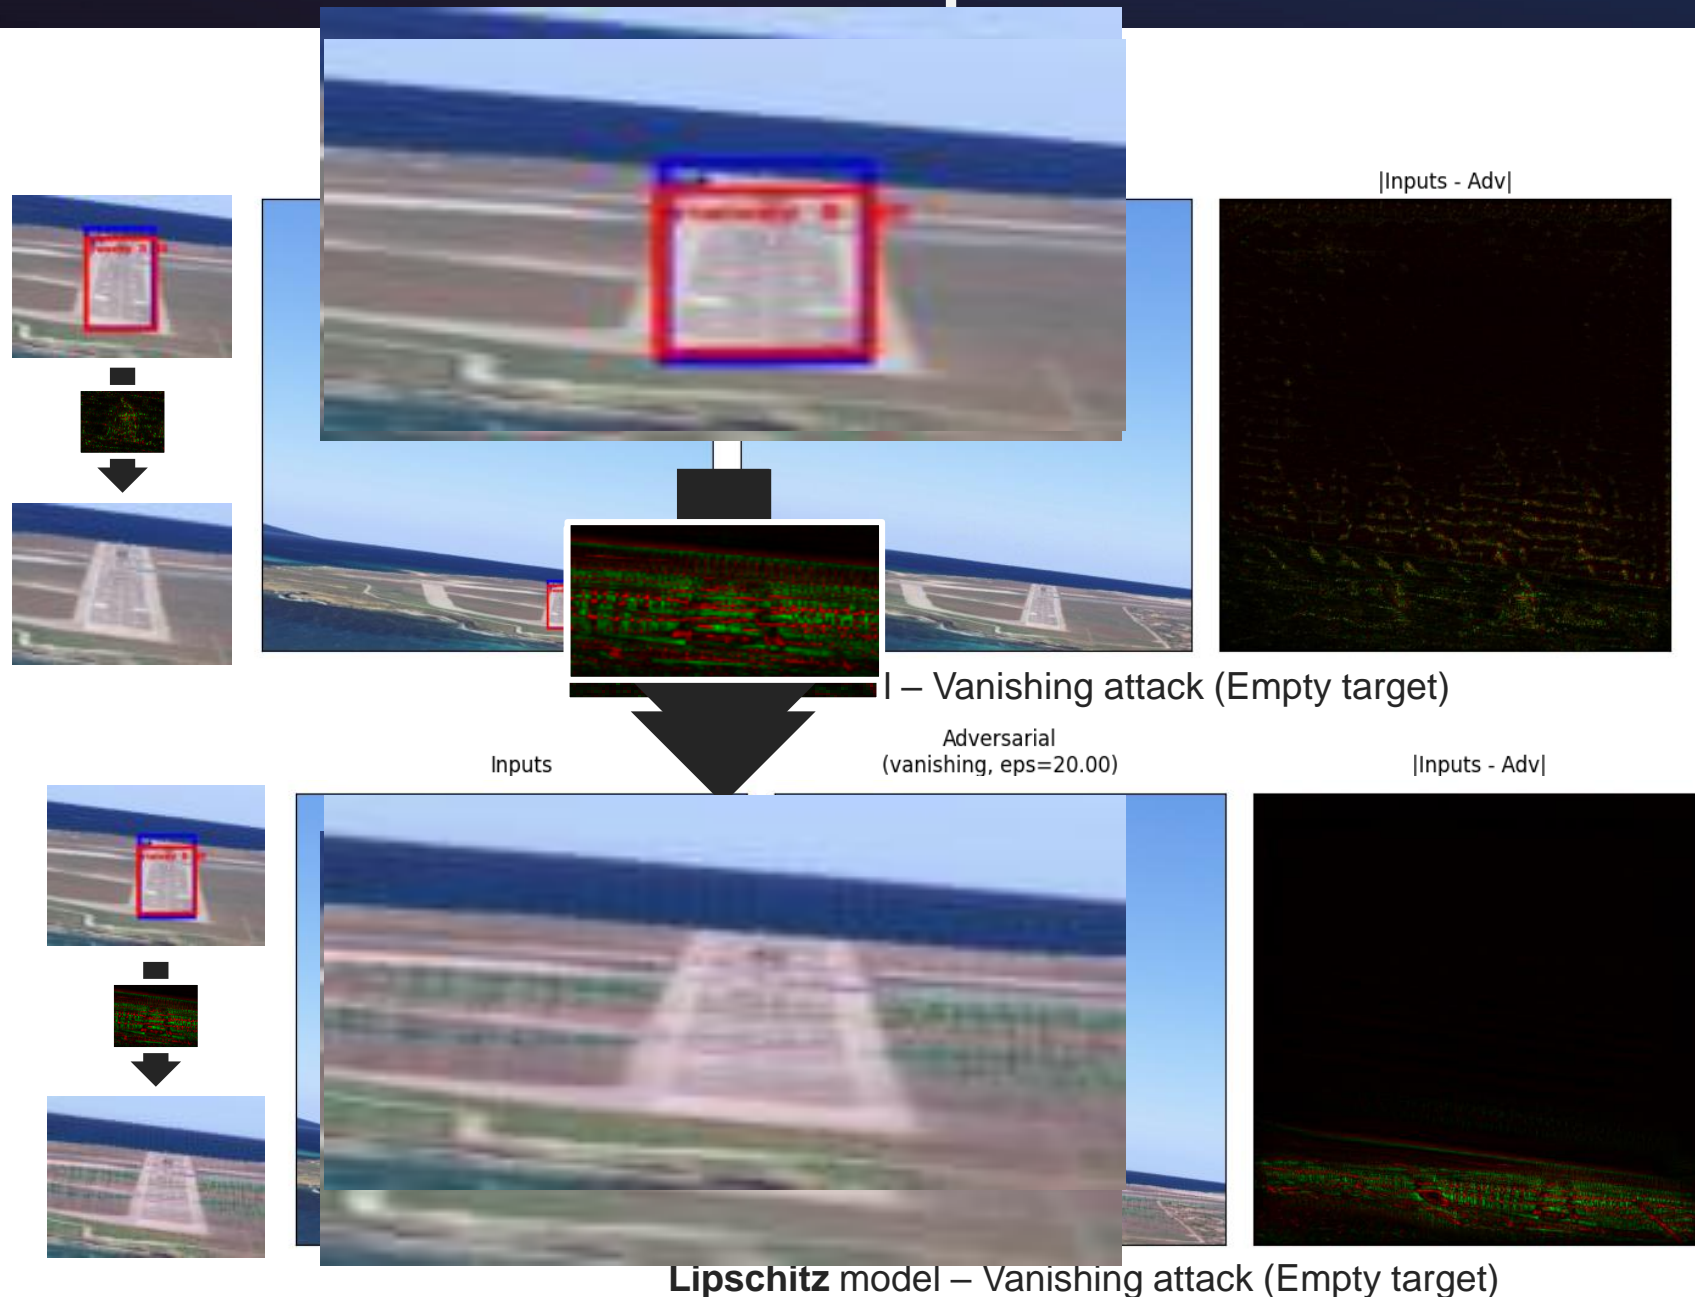 |Inputs - Adv|
l – Vanishing attack (Empty target)
Inputs
Adversarial
(vanishing, eps=20.00)
|Inputs - Adv|
Lipschitz model – Vanishing attack (Empty target)